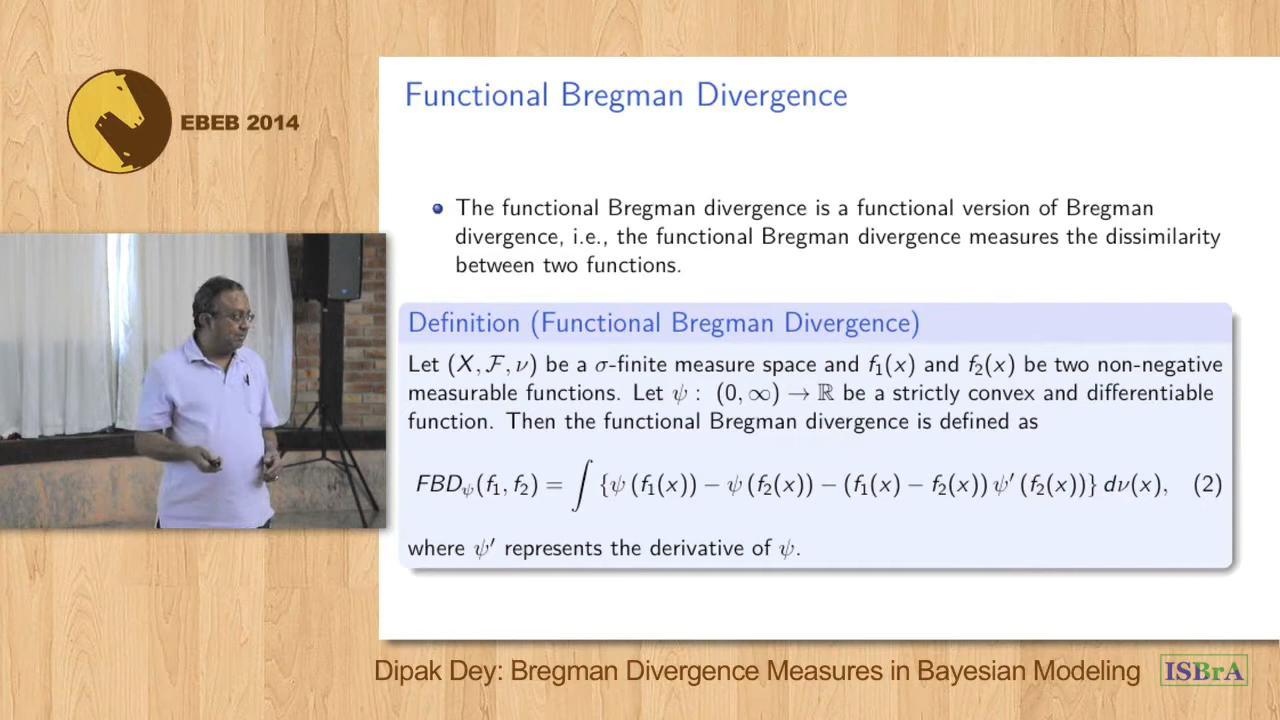 EBEB 2014
Functional Bregman Divergence
The functional Bregman divergence is a functional version of Bregman
divergence, i.e., the functional Bregman divergence measures the dissimilarity
between two functions.
Definition (Functional Bregman Divergence)
Let (X, ℱ, ν) be a σ-finite measure space and f₁(x) and f₂(x) be two non-negative
measurable functions. Let ψ : (0, ∞) → ℝ be a strictly convex and differentiable
function. Then the functional Bregman divergence is defined as
FBD_ψ(f₁, f₂) = ∫ {ψ (f₁(x)) − ψ (f₂(x)) − (f₁(x) − f₂(x)) ψ′ (f₂(x))} dν(x), (2)
where ψ′ represents the derivative of ψ.
Dipak Dey: Bregman Divergence Measures in Bayesian Modeling
ISBrA